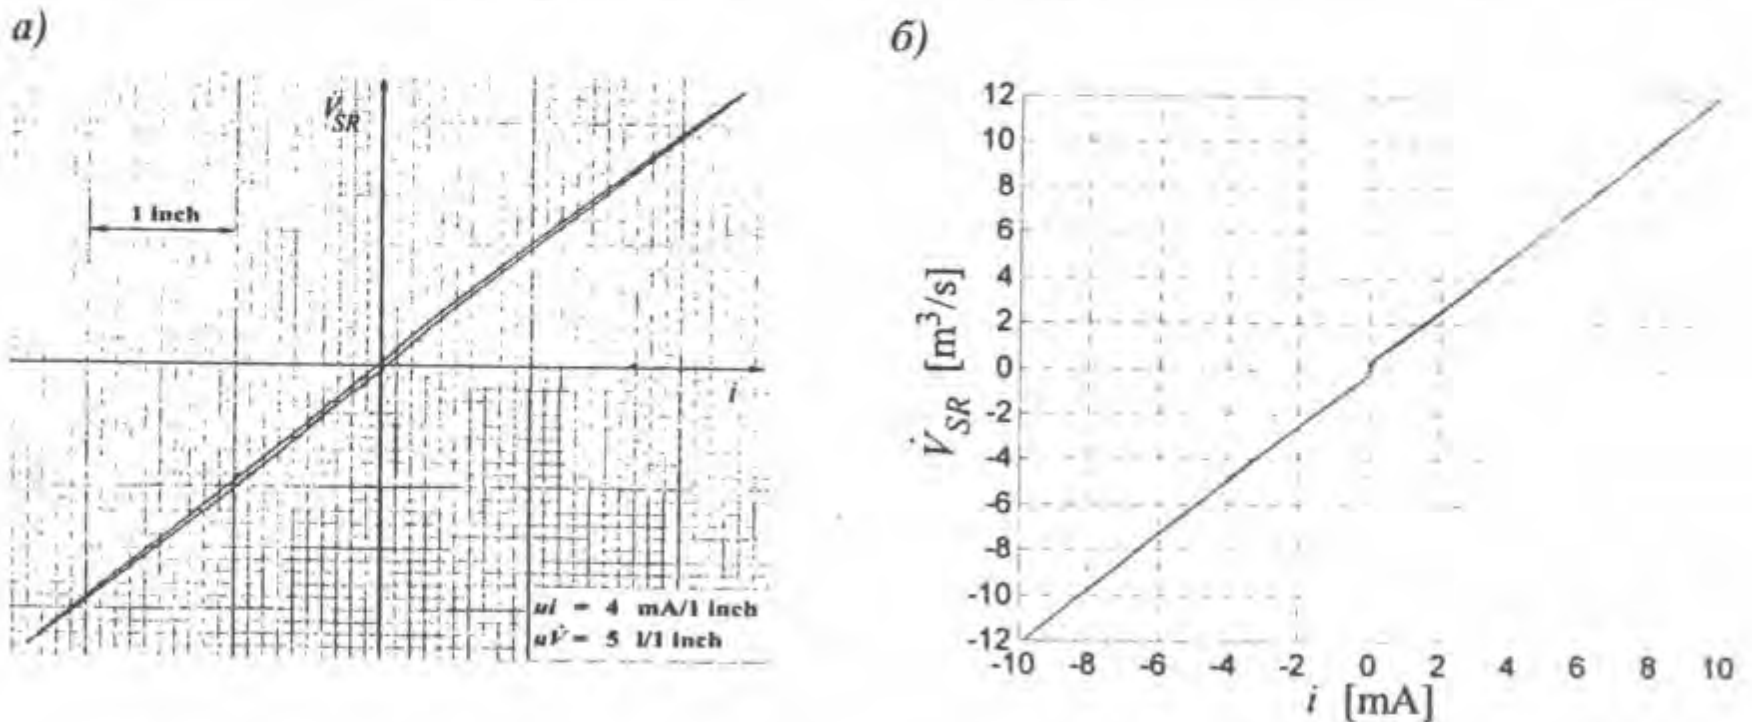 а)
V̇SR
1 inch
i
ui = 4 mA/1 inch
uV̇ = 5 l/1 inch
б)
12
10
8
6
4
2
0
-2
-4
-6
-8
-10
-12
V̇SR [m³/s]
-10 -8 -6 -4 -2 0 2 4 6 8 10
i [mA]